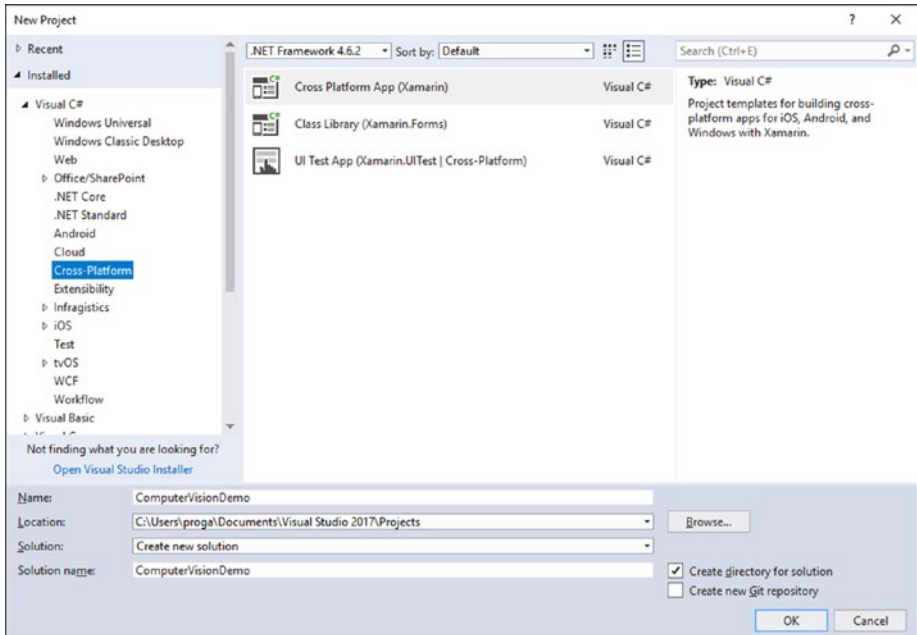 New Project
? ×
Recent
Installed
Visual C#
Windows Universal
Windows Classic Desktop
Web
Office/SharePoint
.NET Core
.NET Standard
Android
Cloud
Cross-Platform
Extensibility
Infragistics
iOS
Test
tvOS
WCF
Workflow
Visual Basic
Not finding what you are looking for?
Open Visual Studio Installer
.NET Framework 4.6.2 Sort by: Default
Search (Ctrl+E)
C# Cross Platform App (Xamarin) Visual C#
C# Class Library (Xamarin.Forms) Visual C#
UI Test App (Xamarin.UITest | Cross-Platform) Visual C#
Type: Visual C#
Project templates for building cross-
platform apps for iOS, Android, and
Windows with Xamarin.
Name: ComputerVisionDemo
Location: C:\Users\proga\Documents\Visual Studio 2017\Projects Browse...
Solution: Create new solution
Solution name: ComputerVisionDemo
Create directory for solution
Create new Git repository
OK Cancel